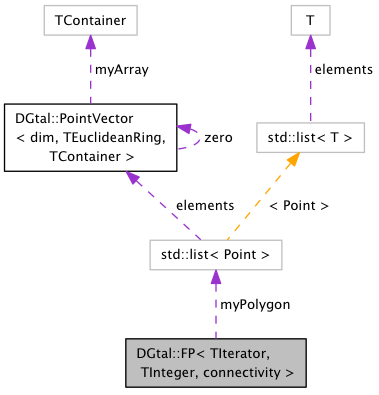 TContainer
T
myArray
elements
DGtal::PointVector
< dim, TEuclideanRing,
TContainer >
zero
std::list< T >
elements
< Point >
std::list< Point >
myPolygon
DGtal::FP< TIterator,
TInteger, connectivity >